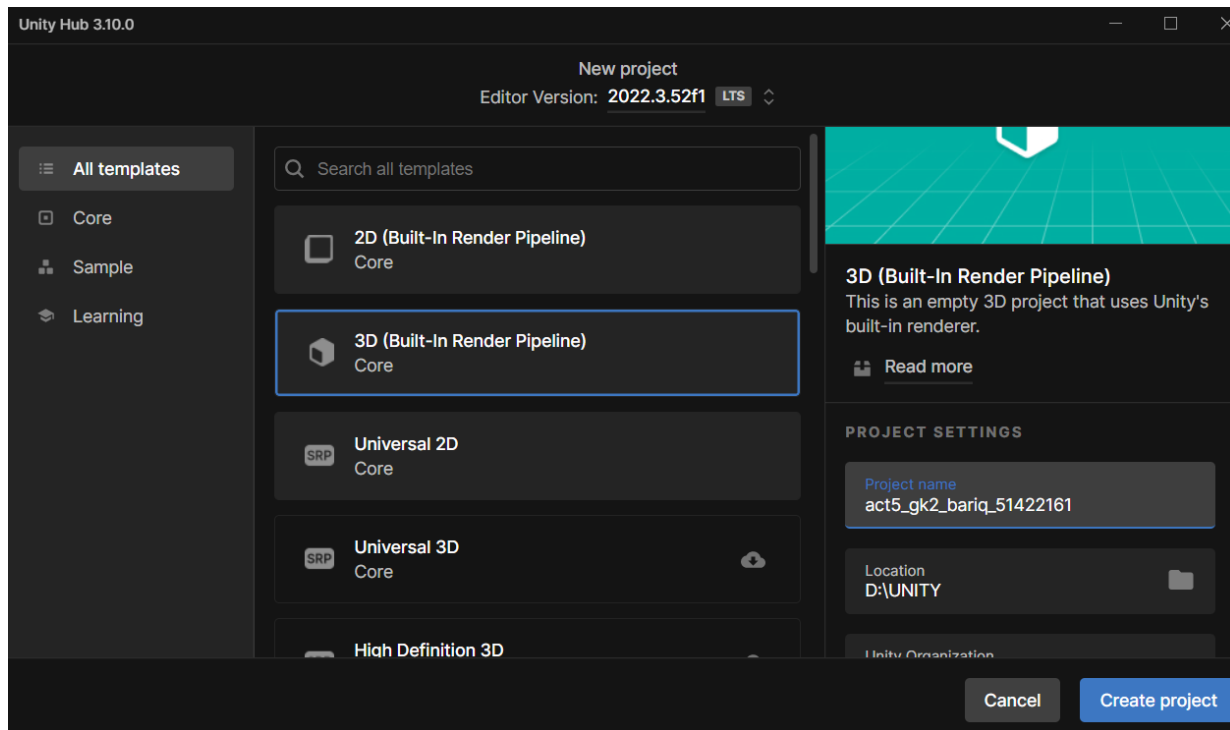 Unity Hub 3.10.0
New project
Editor Version: 2022.3.52f1 LTS
All templates
Core
Sample
Learning
Search all templates
2D (Built-In Render Pipeline)
Core
3D (Built-In Render Pipeline)
Core
SRP Universal 2D
Core
SRP Universal 3D
Core
High Definition 3D
3D (Built-In Render Pipeline)
This is an empty 3D project that uses Unity's
built-in renderer.
Read more
PROJECT SETTINGS
Project name
act5_gk2_bariq_51422161
Location
D:\UNITY
Unity Organization
Cancel
Create project